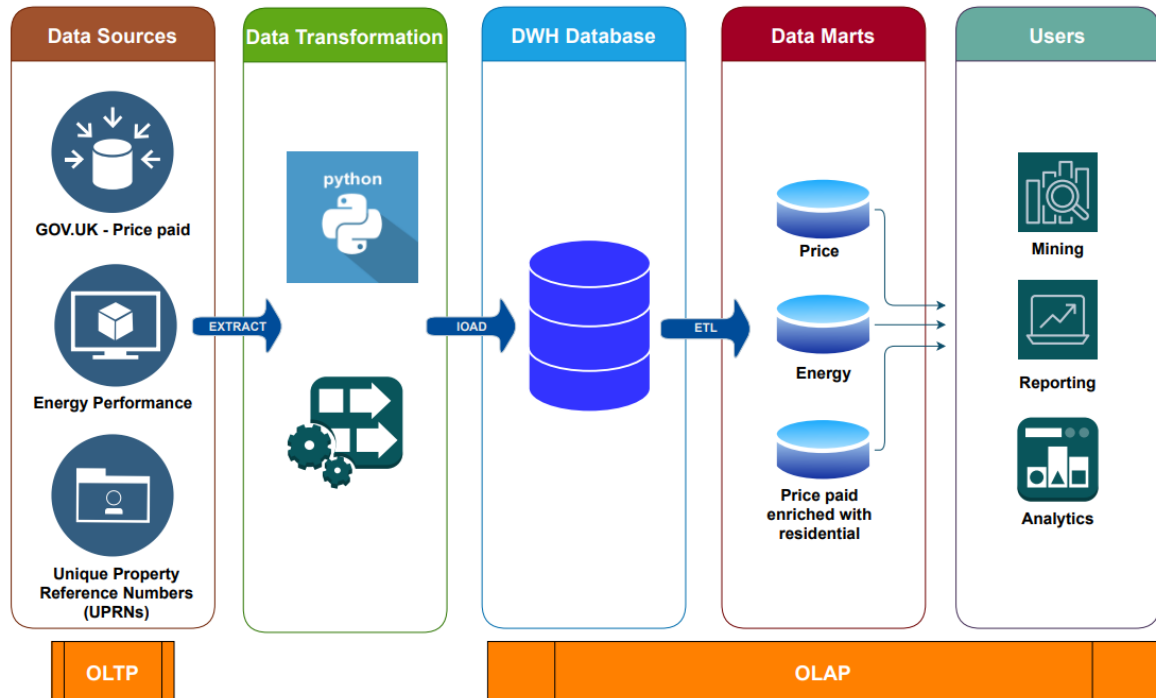 Data Sources
Data Transformation
DWH Database
Data Marts
Users
GOV.UK - Price paid
Energy Performance
Unique Property
Reference Numbers
(UPRNs)
EXTRACT
python
lOAD
ETL
Price
Energy
Price paid
enriched with
residential
Mining
Reporting
Analytics
OLTP
OLAP